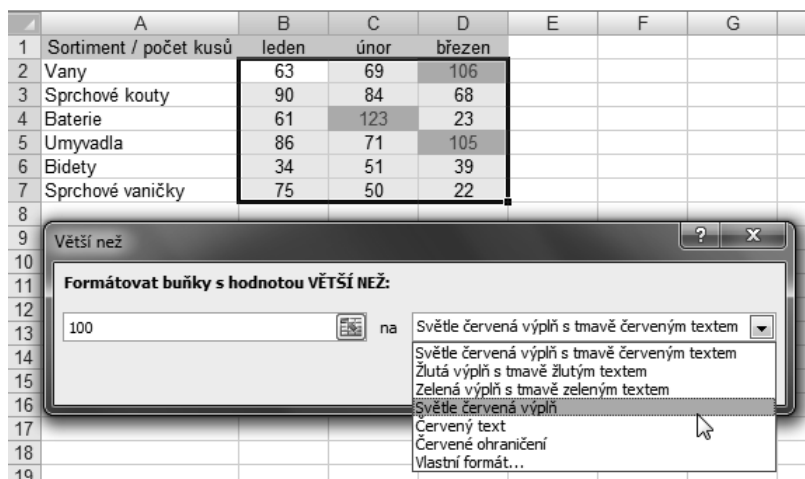 A B C D E F G
1 Sortiment / počet kusů leden únor březen
2 Vany 63 69 106
3 Sprchové kouty 90 84 68
4 Baterie 61 123 23
5 Umyvadla 86 71 105
6 Bidety 34 51 39
7 Sprchové vaničky 75 50 22
8
9 Větší než ? X
10
11 Formátovat buňky s hodnotou VĚTŠÍ NEŽ:
12
13 100 na Světle červená výplň s tmavě červeným textem
14 Světle červená výplň s tmavě červeným textem
Žlutá výplň s tmavě žlutým textem
15 Zelená výplň s tmavě zeleným textem
16 Světle červená výplň
17 Červený text
18 Červené ohraničení
Vlastní formát...
19